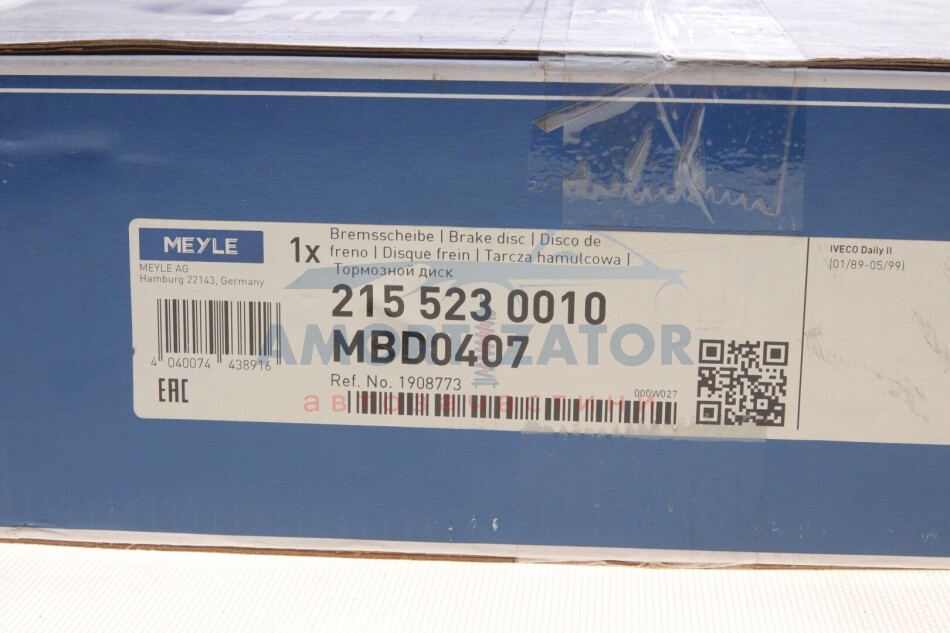 MEYLE
MEYLE AG
Hamburg 22143, Germany
4 040074 438916
EAC
1x
Bremsscheibe | Brake disc | Disco de
freno | Disque frein | Tarcza hamulcowa |
Тормозной диск
215 523 0010
MBD0407
Ref. No. 1908773
000W027
IVECO Daily II
(01/89-05/99)
AMORTIZATOR
автозапчастини